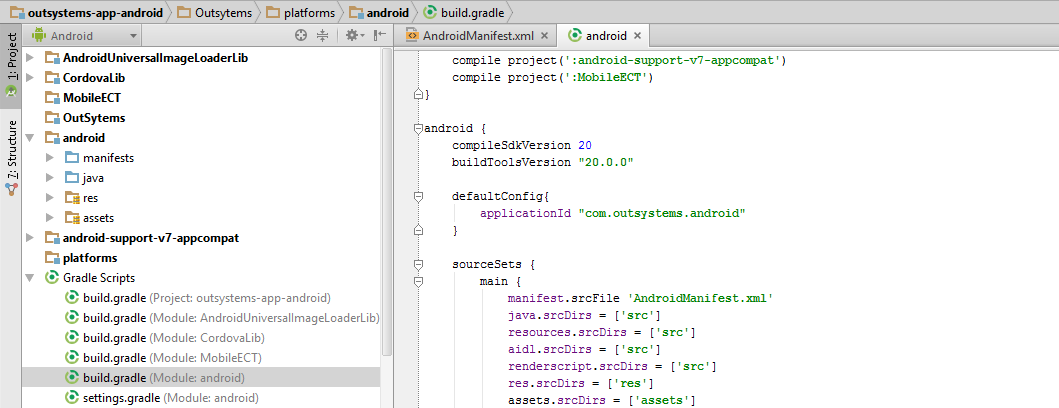 outsystems-app-android
Outsytems
platforms
android
build.gradle
1: Project
7: Structure
Android
AndroidUniversalImageLoaderLib
CordovaLib
MobileECT
OutSytems
android
manifests
java
res
assets
android-support-v7-appcompat
platforms
Gradle Scripts
build.gradle (Project: outsystems-app-android)
build.gradle (Module: AndroidUniversalImageLoaderLib)
build.gradle (Module: CordovaLib)
build.gradle (Module: MobileECT)
build.gradle (Module: android)
settings.gradle (Module: android)
AndroidManifest.xml
android
compile project(':android-support-v7-appcompat')
compile project(':MobileECT')
}
android {
compileSdkVersion 20
buildToolsVersion "20.0.0"
defaultConfig{
applicationId "com.outsystems.android"
}
sourceSets {
main {
manifest.srcFile 'AndroidManifest.xml'
java.srcDirs = ['src']
resources.srcDirs = ['src']
aidl.srcDirs = ['src']
renderscript.srcDirs = ['src']
res.srcDirs = ['res']
assets.srcDirs = ['assets']